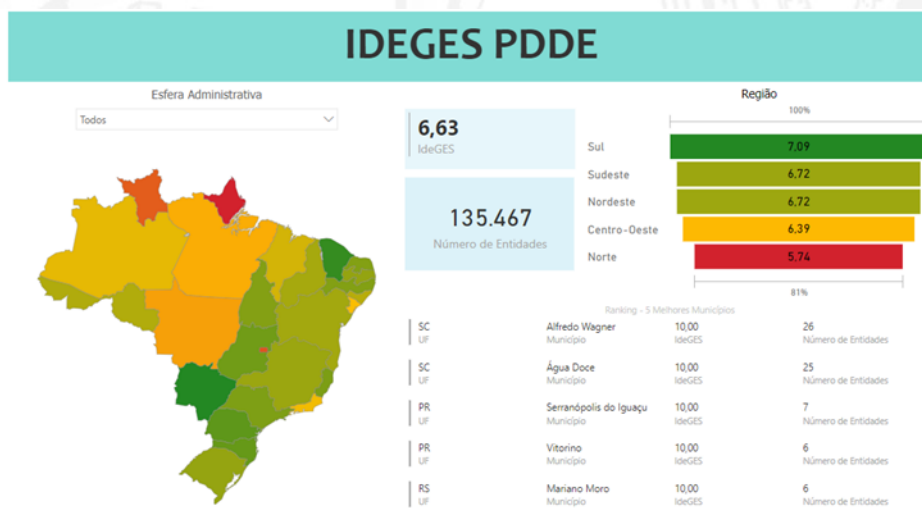 IDEGES PDDE
Esfera Administrativa
Todos
6,63
IdeGES
135.467
Número de Entidades
Região
100%
Sul 7,09
Sudeste 6,72
Nordeste 6,72
Centro-Oeste 6,39
Norte 5,74
81%
Ranking - 5 Melhores Municípios
SC Alfredo Wagner 10,00 26
UF Município IdeGES Número de Entidades
SC Água Doce 10,00 25
UF Município IdeGES Número de Entidades
PR Serranópolis do Iguaçu 10,00 7
UF Município IdeGES Número de Entidades
PR Vitorino 10,00 6
UF Município IdeGES Número de Entidades
RS Mariano Moro 10,00 6
UF Município IdeGES Número de Entidades